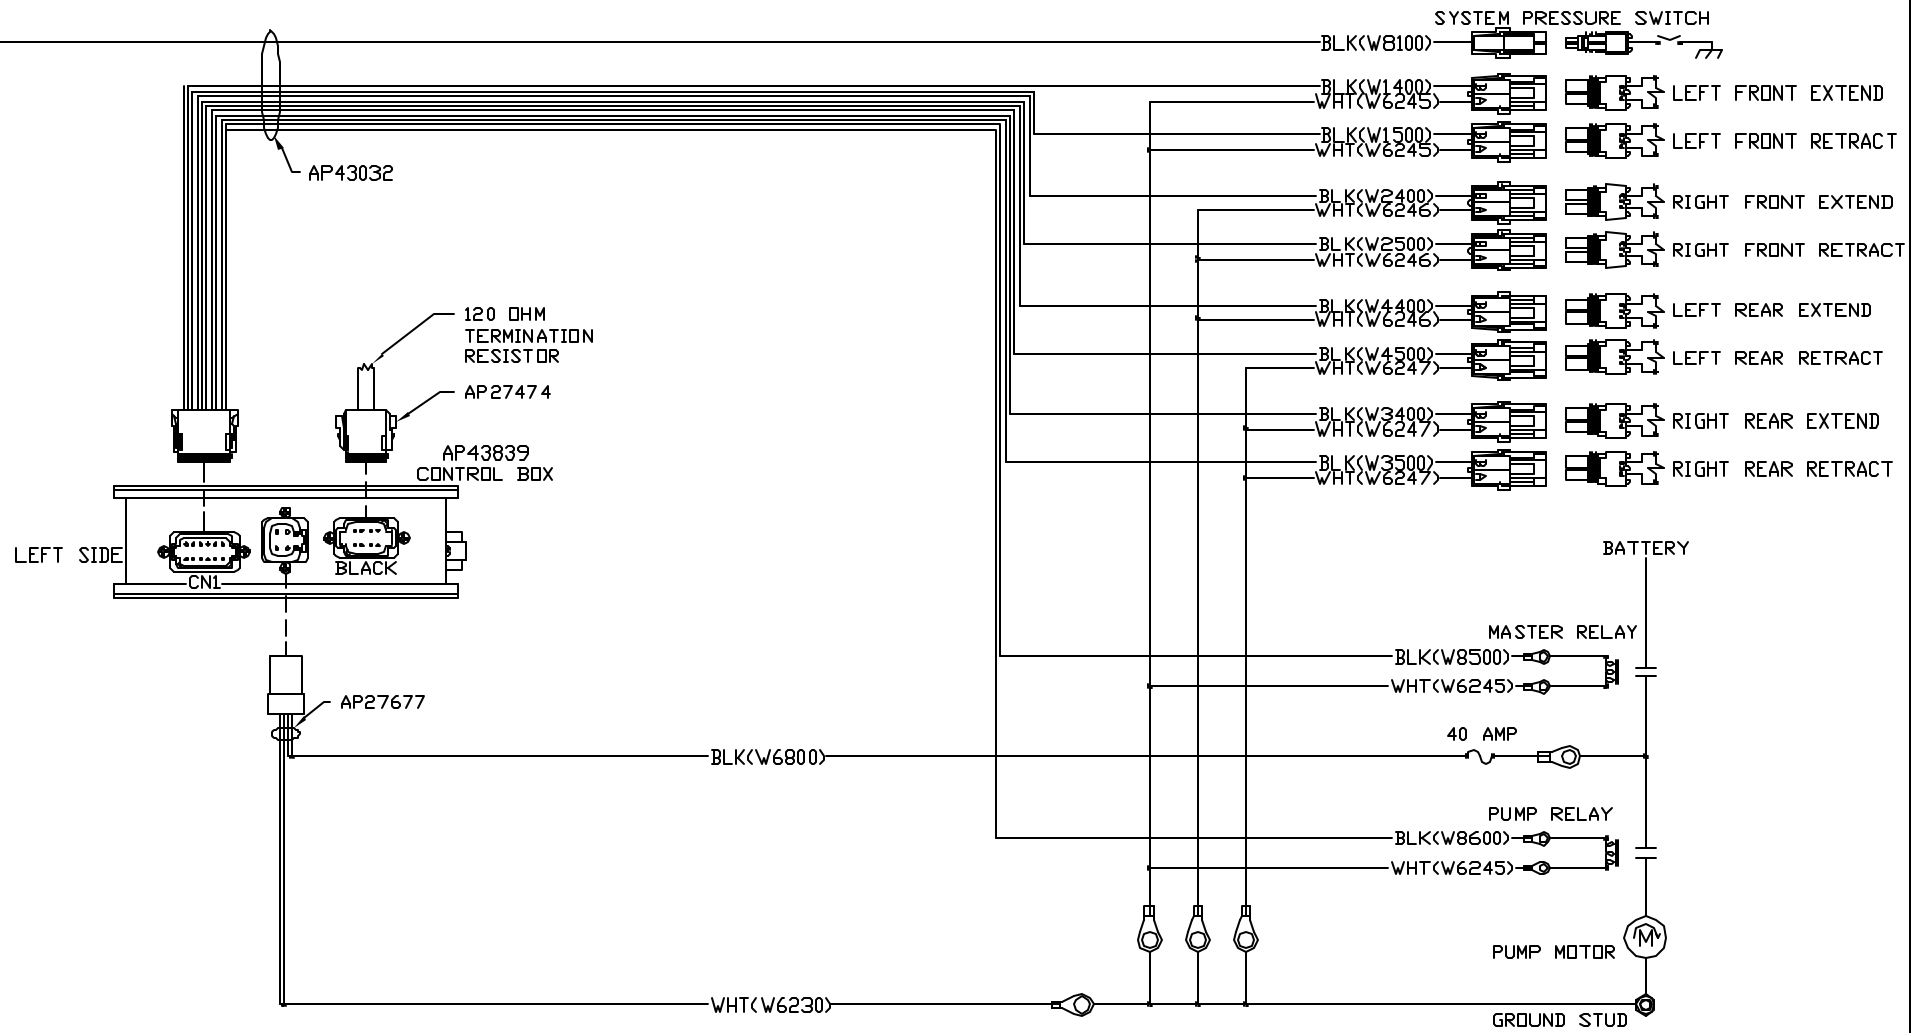 SYSTEM PRESSURE SWITCH
BLK(W8100)
BLK(W1400)
WHT(W6245)
LEFT FRONT EXTEND
BLK(W1500)
WHT(W6245)
LEFT FRONT RETRACT
AP43032
BLK(W2400)
WHT(W6246)
RIGHT FRONT EXTEND
BLK(W2500)
WHT(W6246)
RIGHT FRONT RETRACT
BLK(W4400)
WHT(W6246)
LEFT REAR EXTEND
BLK(W4500)
WHT(W6247)
LEFT REAR RETRACT
BLK(W3400)
WHT(W6247)
RIGHT REAR EXTEND
BLK(W3500)
WHT(W6247)
RIGHT REAR RETRACT
120 OHM
TERMINATION
RESISTOR
AP27474
AP43839
CONTROL BOX
LEFT SIDE
CN1
BLACK
BATTERY
MASTER RELAY
BLK(W8500)
WHT(W6245)
AP27677
40 AMP
BLK(W6800)
PUMP RELAY
BLK(W8600)
WHT(W6245)
M
PUMP MOTOR
WHT(W6230)
GROUND STUD